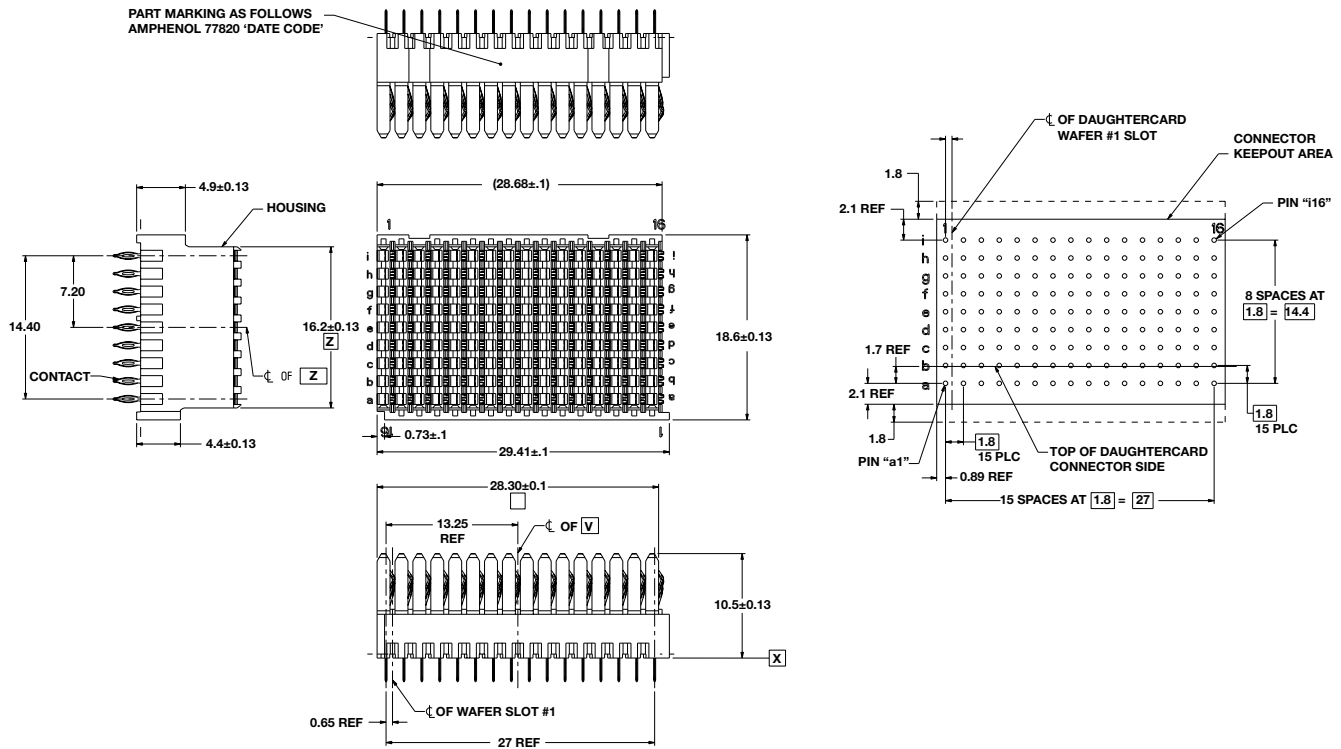 PART MARKING AS FOLLOWS
AMPHENOL 77820 ‘DATE CODE’
4.9±0.13
HOUSING
7.20
14.40
16.2±0.13
Z
CONTACT
℄ OF Z
4.4±0.13
(28.68±.1)
1
16
i
h
g
f
e
d
c
b
a
i
h
g
f
e
d
c
b
a
18.6±0.13
16
1
0.73±.1
29.41±.1
28.30±0.1
13.25
REF
℄ OF V
10.5±0.13
X
℄ OF WAFER SLOT #1
0.65 REF
27 REF
℄ OF DAUGHTERCARD
WAFER #1 SLOT
CONNECTOR
KEEPOUT AREA
1.8
2.1 REF
PIN “i16”
1
16
i
h
g
f
e
d
c
b
a
8 SPACES AT
1.8 = 14.4
1.7 REF
2.1 REF
1.8
15 PLC
1.8
1.8
15 PLC
PIN “a1”
TOP OF DAUGHTERCARD
CONNECTOR SIDE
0.89 REF
15 SPACES AT 1.8 = 27